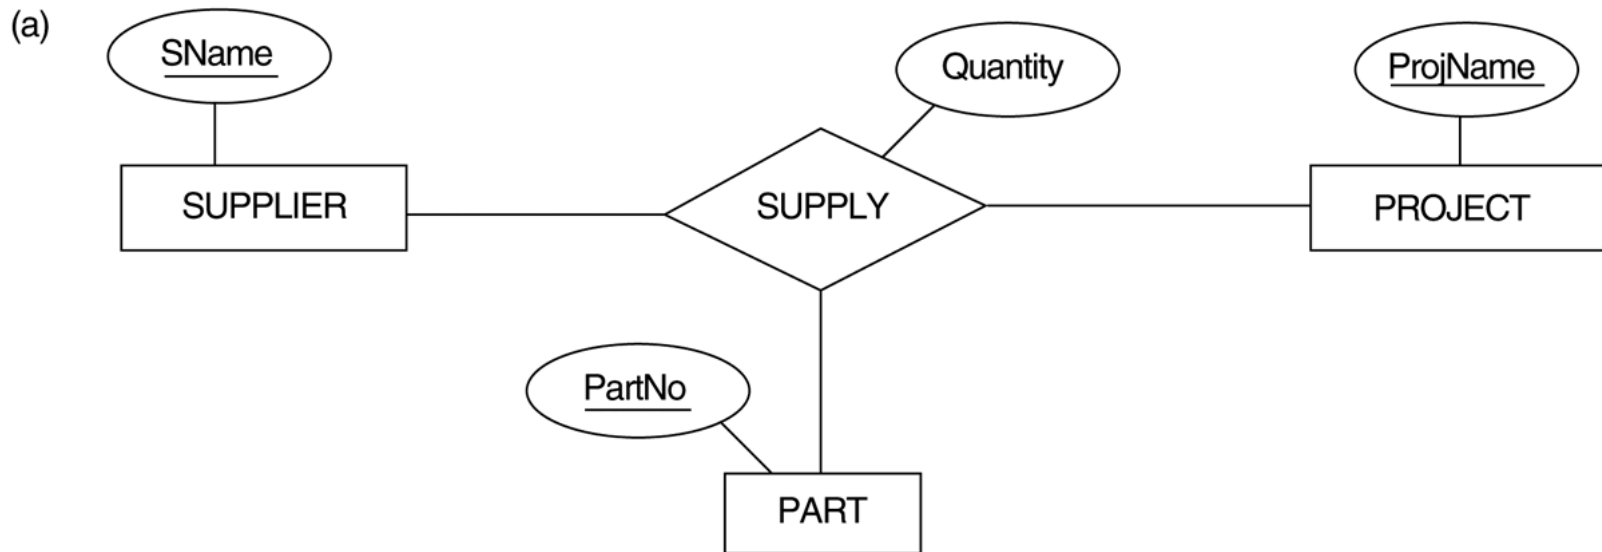 (a)
SName
Quantity
ProjName
SUPPLIER
SUPPLY
PROJECT
PartNo
PART